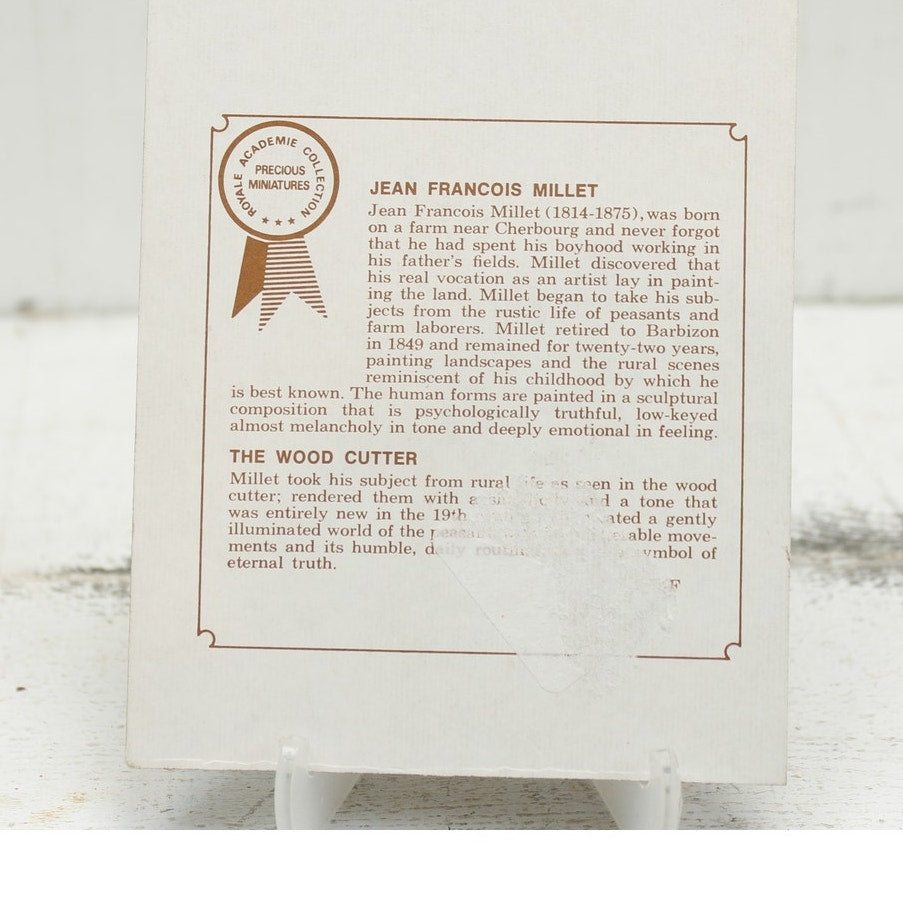 ROYALE ACADEMIE COLLECTION
PRECIOUS
MINIATURES
JEAN FRANCOIS MILLET
Jean Francois Millet (1814-1875), was born
on a farm near Cherbourg and never forgot
that he had spent his boyhood working in
his father's fields. Millet discovered that
his real vocation as an artist lay in paint-
ing the land. Millet began to take his sub-
jects from the rustic life of peasants and
farm laborers. Millet retired to Barbizon
in 1849 and remained for twenty-two years,
painting landscapes and the rural scenes
reminiscent of his childhood by which he
is best known. The human forms are painted in a sculptural
composition that is psychologically truthful, low-keyed
almost melancholy in tone and deeply emotional in feeling.
THE WOOD CUTTER
Millet took his subject from rural life as seen in the wood
cutter; rendered them with a and a tone that
was entirely new in the 19th a gently
illuminated world of the move-
ments and its humble, daily symbol of
eternal truth.